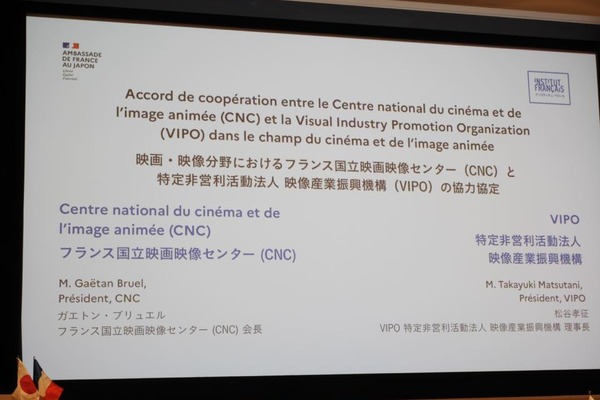 AMBASSADE
DE FRANCE
AU JAPON
Liberté
Égalité
Fraternité
INSTITUT
FRANÇAIS
Accord de coopération entre le Centre national du cinéma et de
l'image animée (CNC) et la Visual Industry Promotion Organization
(VIPO) dans le champ du cinéma et de l'image animée
映画・映像分野におけるフランス国立映画映像センター（CNC）と
特定非営利活動法人 映像産業振興機構（VIPO）の協力協定
Centre national du cinéma et de
l'image animée (CNC)
フランス国立映画映像センター (CNC)
M. Gaëtan Bruel,
Président, CNC
ガエトン・ブリュエル
フランス国立映画映像センター (CNC) 会長
VIPO
特定非営利活動法人
映像産業振興機構
M. Takayuki Matsutani,
Président, VIPO
松谷孝征
VIPO 特定非営利活動法人 映像産業振興機構 理事長